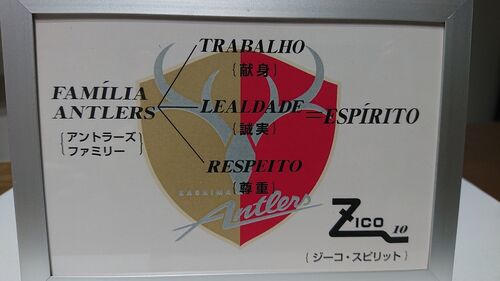 TRABALHO
{献身}
FAMÍLIA
ANTLERS
{アントラーズ
ファミリー}
LEALDADE
{誠実}
=ESPÍRITO
RESPEITO
{尊重}
KASHIMA
Antlers
Zico 10
{ジーコ・スピリット}